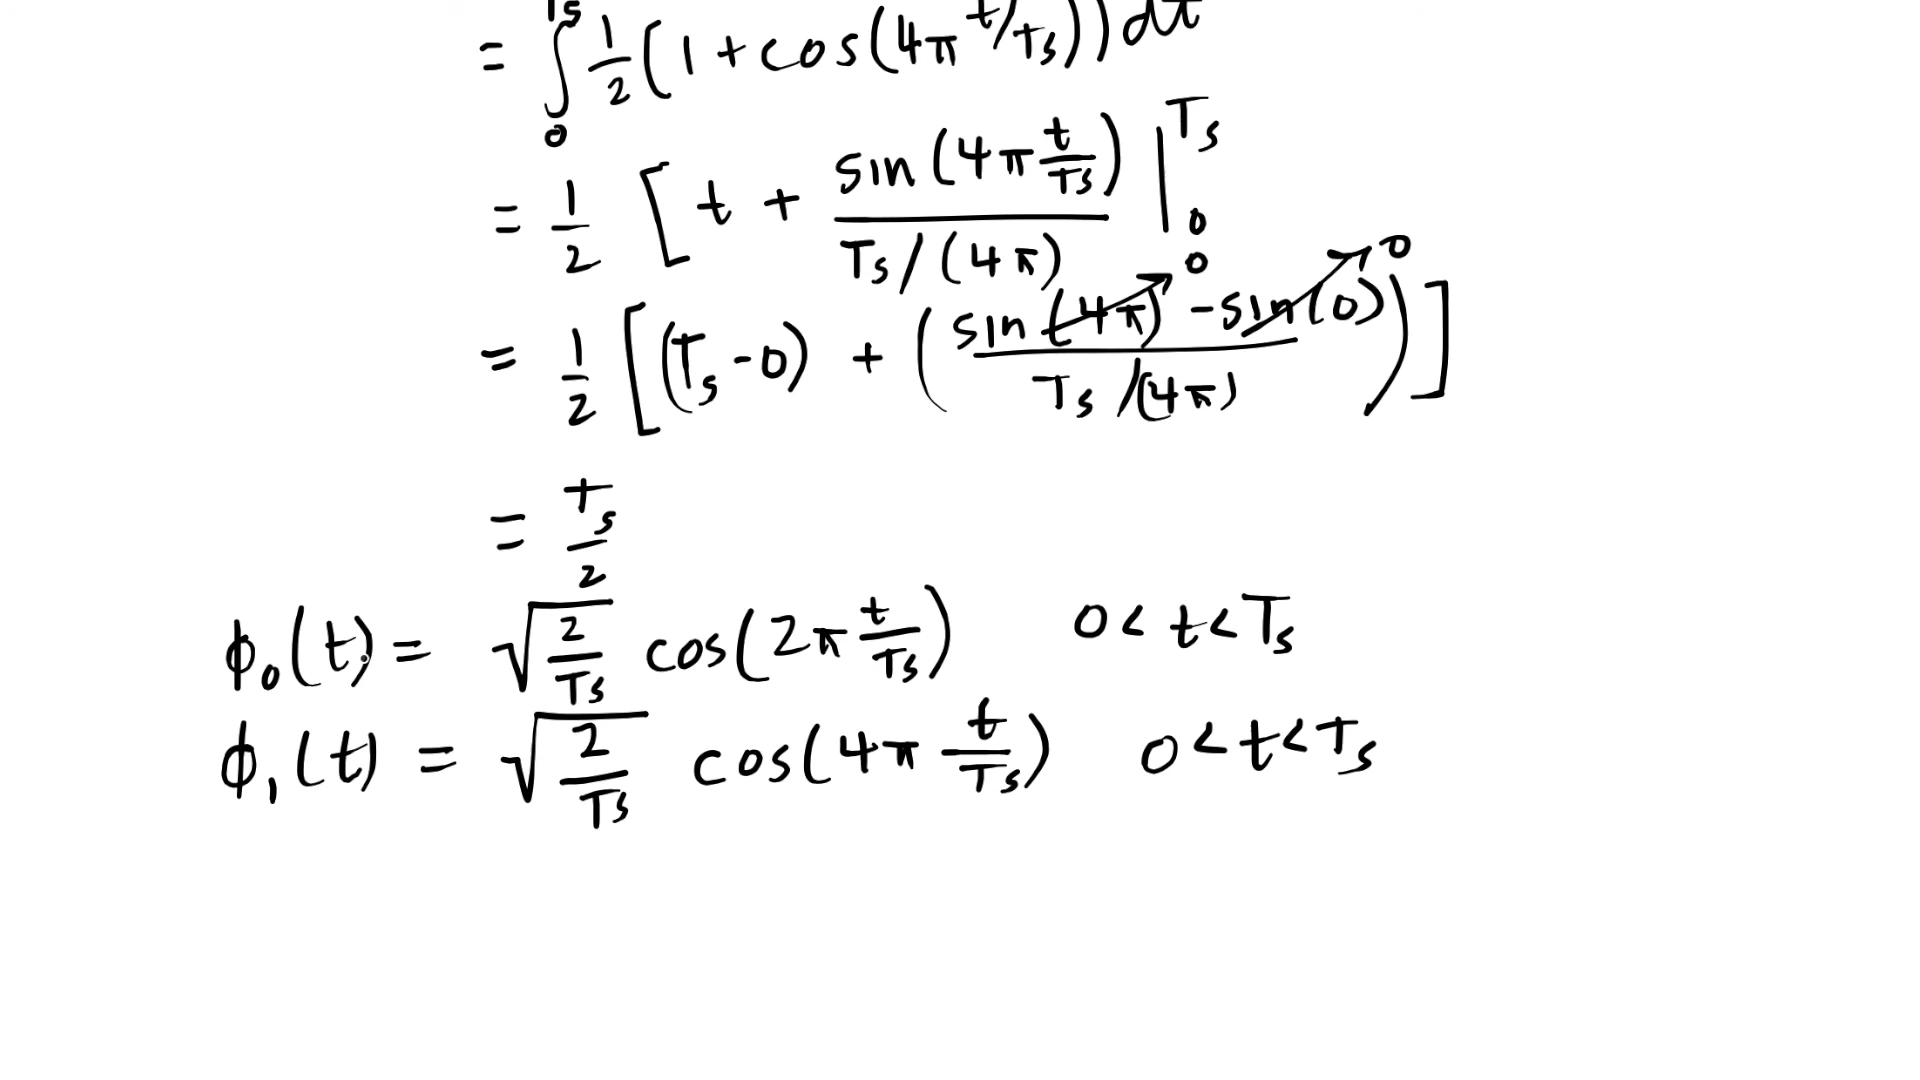 = ∫₀^Ts 1/2 (1 + cos(4π t/Ts)) dt
= 1/2 [ t + sin(4π t/Ts) / Ts/(4π) |₀^Ts
= 1/2 [ (Ts - 0) + ( sin(4π)→0 - sin(0)→0 / Ts/(4π) ) ]
= Ts/2
ϕ₀(t) = √(2/Ts) cos(2π t/Ts) 0 < t < Ts
ϕ₁(t) = √(2/Ts) cos(4π t/Ts) 0 < t < Ts